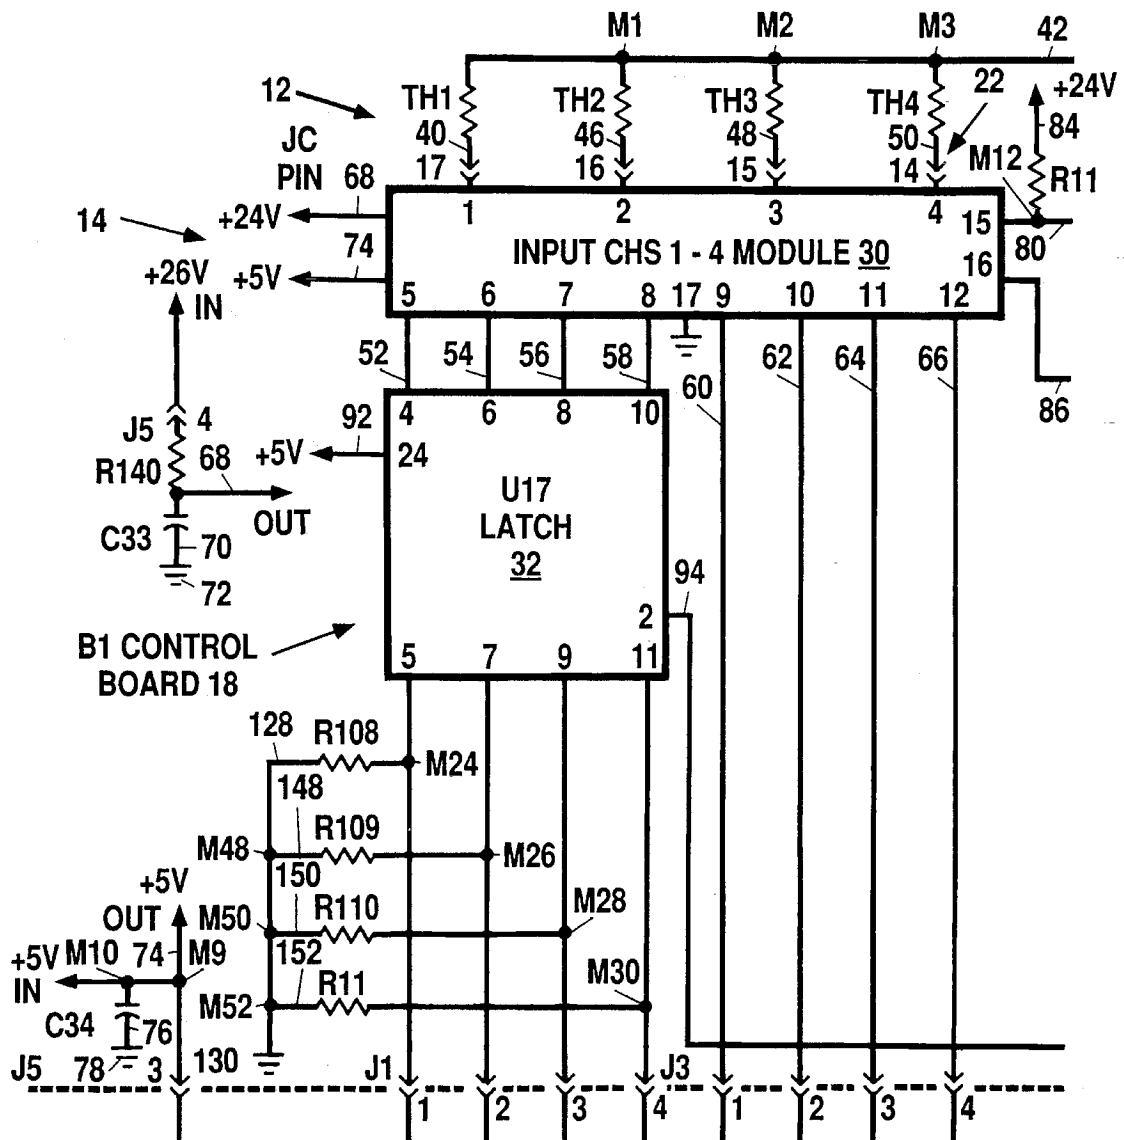 M1 M2 M3 42
12 TH1 TH2 TH3 TH4 22 +24V
40 46 48 50 84
JC PIN 68 17 16 15 14 M12 R11
14 +24V 1 2 3 4 15 80
74 INPUT CHS 1 - 4 MODULE 30 16
+26V IN +5V 5 6 7 8 17 9 10 11 12
52 54 56 58 60 62 64 66 86
J5 4 92 4 6 8 10
R140 68 +5V 24
OUT U17
C33 70 LATCH
72 32
94
B1 CONTROL 2
BOARD 18 5 7 9 11
128 R108 M24
148 R109
M48 M26
+5V 150
OUT M50 R110 M28
+5V M10 74 M9 152 M30
IN M52 R11
C34 76
J5 78 3 130 J1 J3
1 2 3 4 1 2 3 4